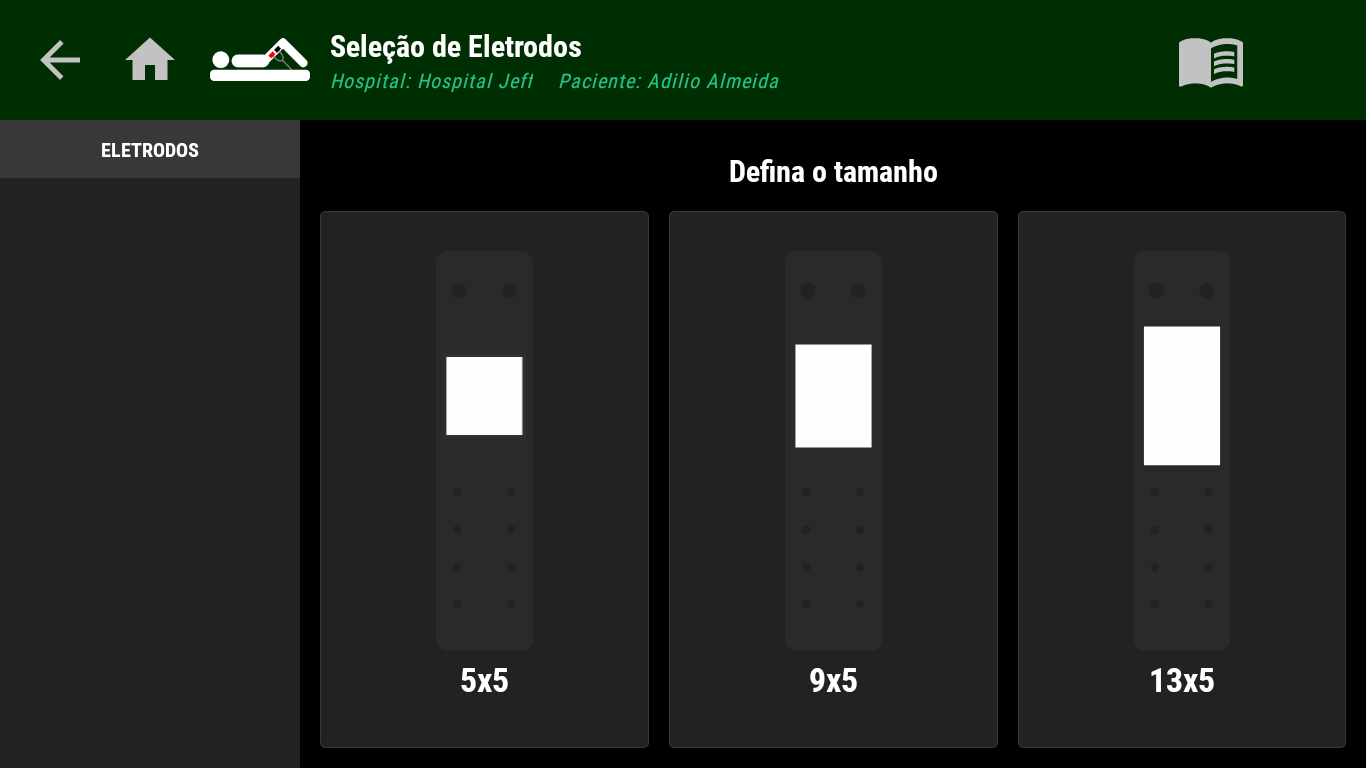 Seleção de Eletrodos
Hospital: Hospital Jeff Paciente: Adilio Almeida
ELETRODOS
Defina o tamanho
5x5
9x5
13x5